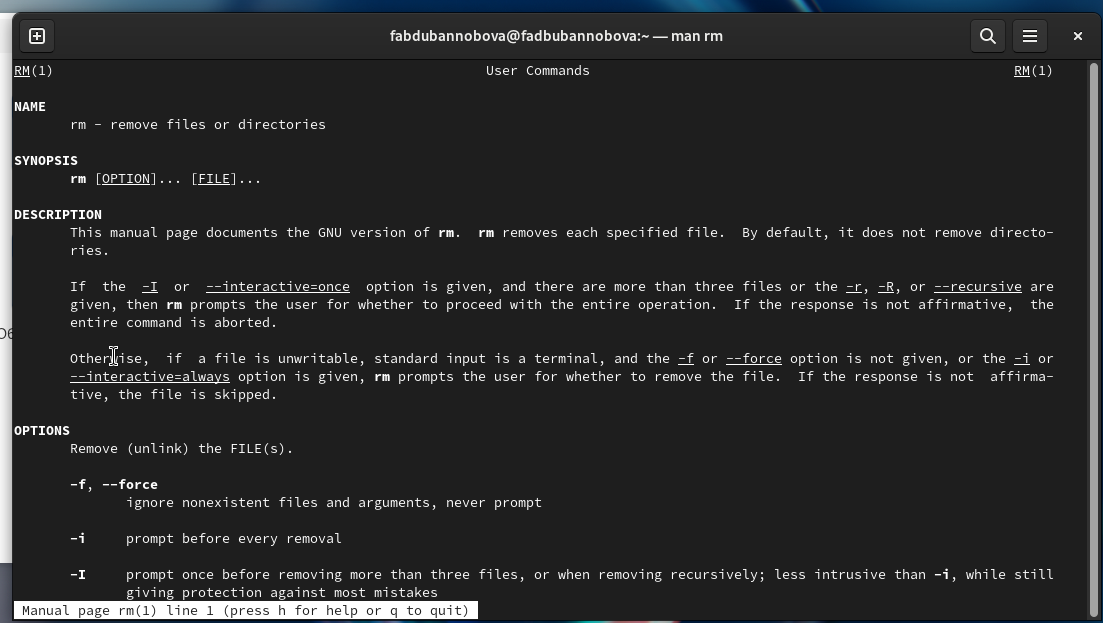 fabdubannobova@fadbubannobova:~ — man rm
RM(1) User Commands RM(1)
NAME
rm - remove files or directories
SYNOPSIS
rm [OPTION]... [FILE]...
DESCRIPTION
This manual page documents the GNU version of rm.  rm removes each specified file.  By default, it does not remove directo-
ries.
If  the  -I  or  --interactive=once  option is given, and there are more than three files or the -r, -R, or --recursive are
given, then rm prompts the user for whether to proceed with the entire operation.  If the response is not affirmative,  the
entire command is aborted.
Otherwise,  if  a file is unwritable, standard input is a terminal, and the -f or --force option is not given, or the -i or
--interactive=always option is given, rm prompts the user for whether to remove the file.  If the response is not  affirma-
tive, the file is skipped.
OPTIONS
Remove (unlink) the FILE(s).
-f, --force
ignore nonexistent files and arguments, never prompt
-i prompt before every removal
-I prompt once before removing more than three files, or when removing recursively; less intrusive than -i, while still
giving protection against most mistakes
Manual page rm(1) line 1 (press h for help or q to quit)